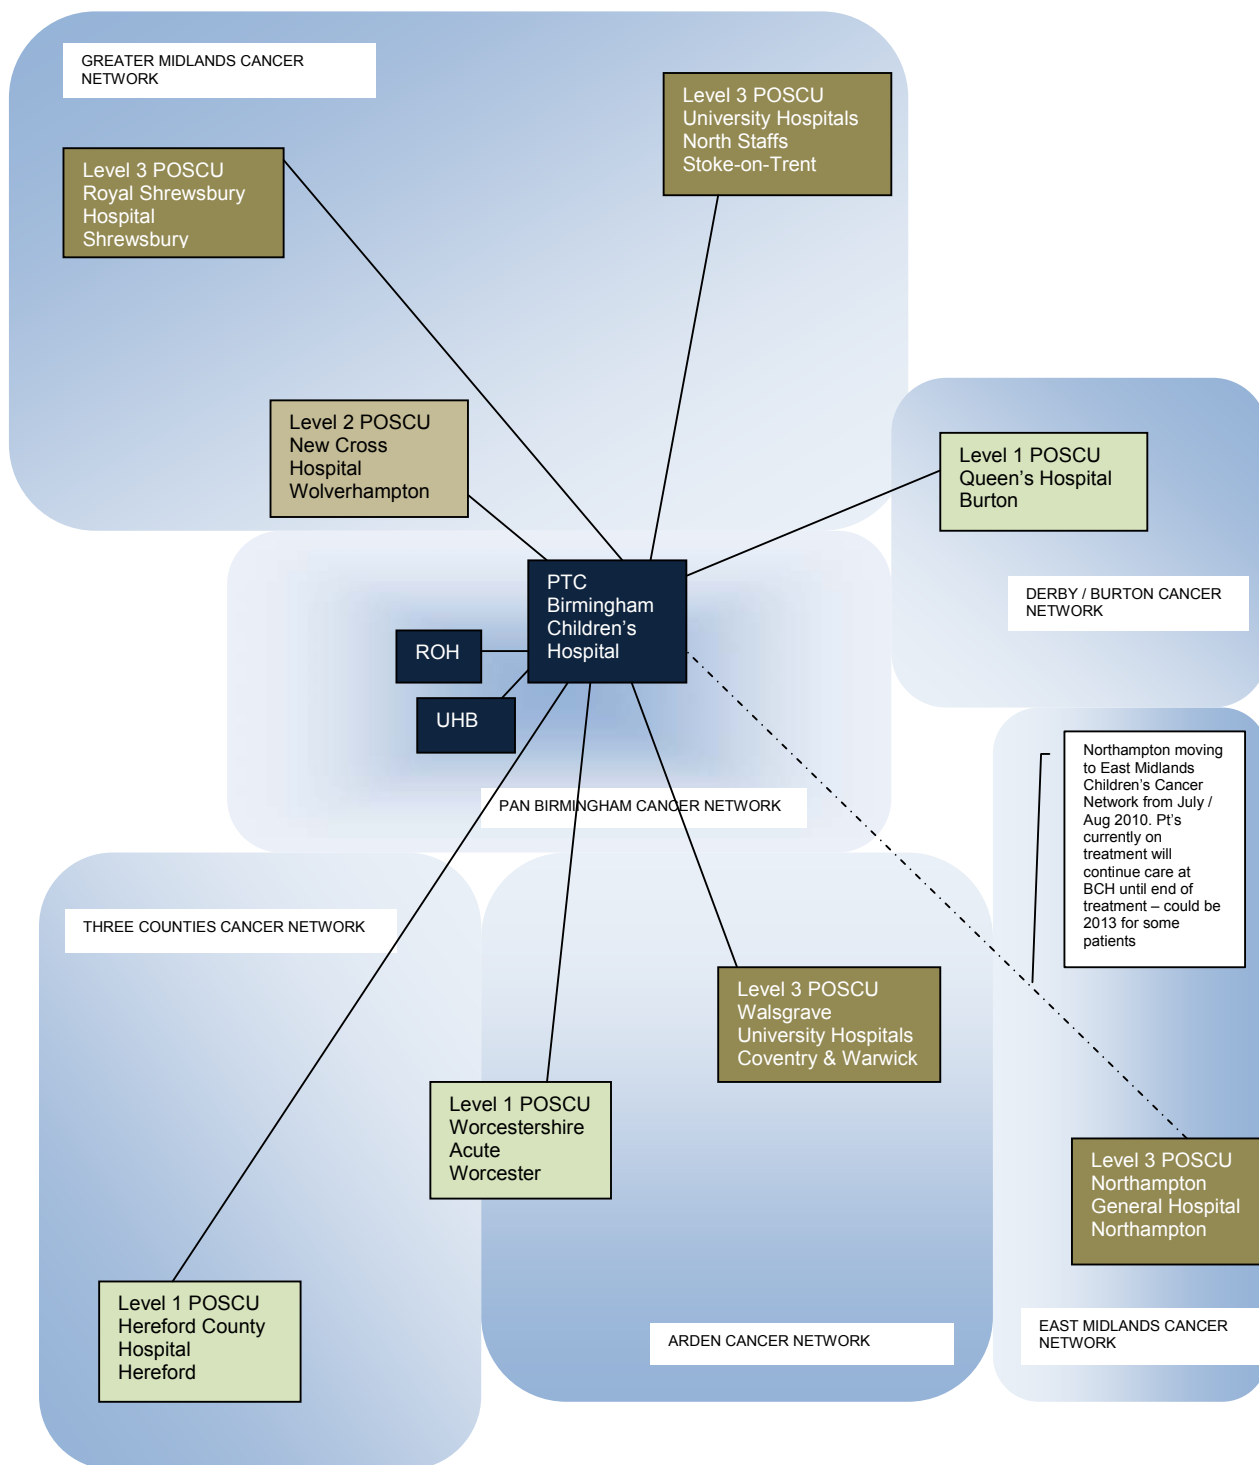 GREATER MIDLANDS CANCER
NETWORK
Level 3 POSCU
University Hospitals
North Staffs
Stoke-on-Trent
Level 3 POSCU
Royal Shrewsbury
Hospital
Shrewsbury
Level 2 POSCU
New Cross
Hospital
Wolverhampton
Level 1 POSCU
Queen's Hospital
Burton
DERBY / BURTON CANCER
NETWORK
PTC
Birmingham
Children's
Hospital
ROH
UHB
PAN BIRMINGHAM CANCER NETWORK
Northampton moving
to East Midlands
Children's Cancer
Network from July /
Aug 2010. Pt's
currently on
treatment will
continue care at
BCH until end of
treatment – could be
2013 for some
patients
THREE COUNTIES CANCER NETWORK
Level 3 POSCU
Walsgrave
University Hospitals
Coventry & Warwick
Level 1 POSCU
Worcestershire
Acute
Worcester
Level 3 POSCU
Northampton
General Hospital
Northampton
Level 1 POSCU
Hereford County
Hospital
Hereford
ARDEN CANCER NETWORK
EAST MIDLANDS CANCER
NETWORK